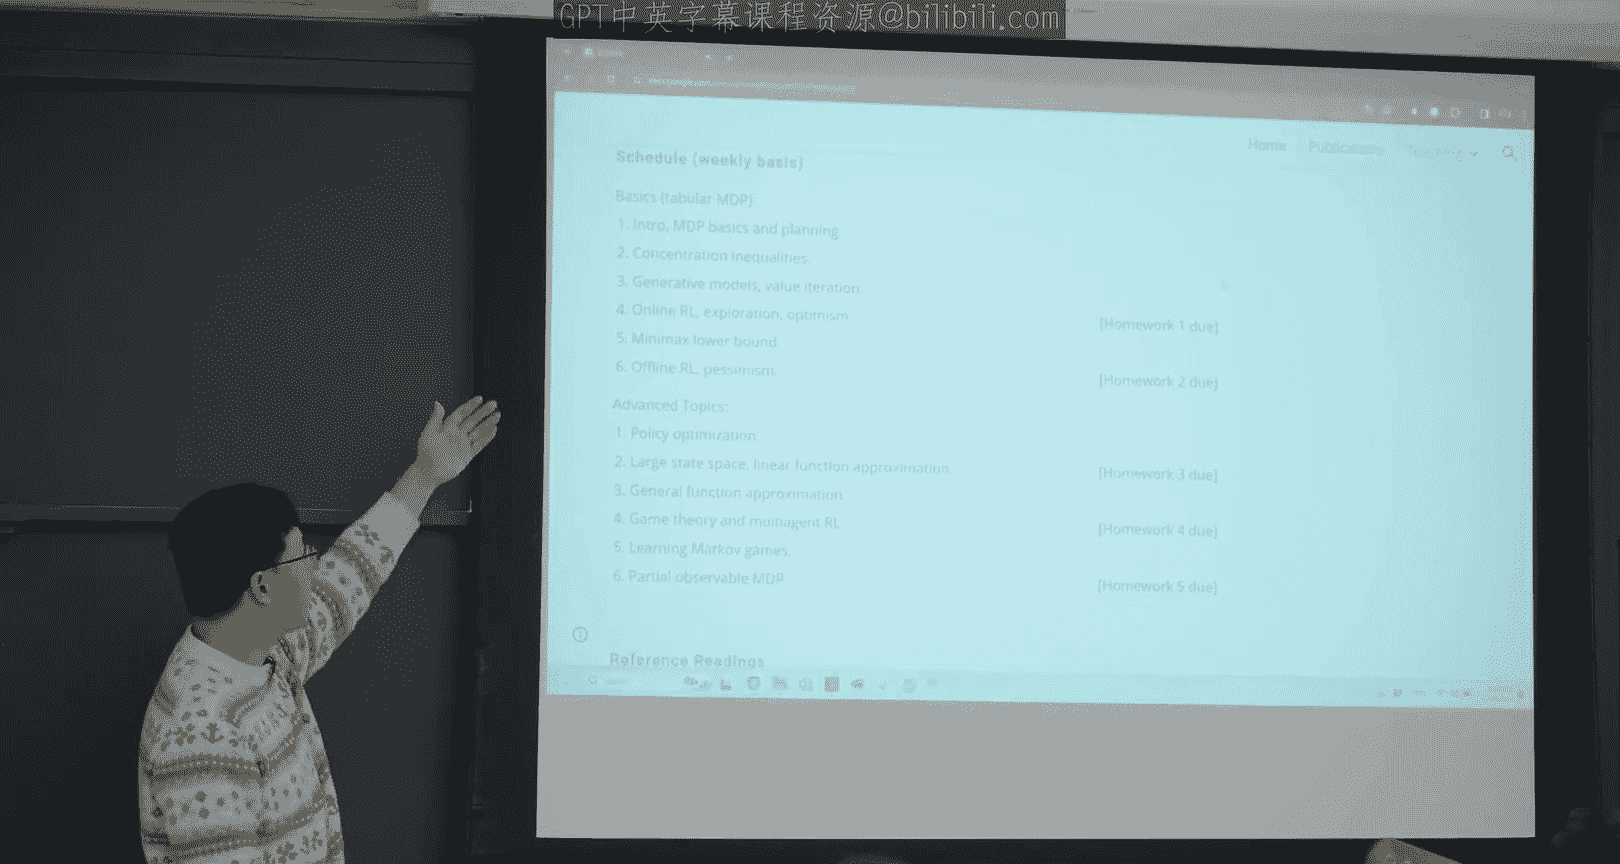 GPT中英字幕课程资源@bilibili.com
Home Publications
Schedule (weekly basis)
Basics (tabular MDP).
1. Intro, MDP basics and planning.
2. Concentration inequalities.
3. Generative models, value iteration.
4. Online RL, exploration, optimism
[Homework 1 due]
5. Minimax lower bound.
6. Offline RL, pessimism.
[Homework 2 due]
Advanced Topics:
1. Policy optimization.
2. Large state space, linear function approximation.
[Homework 3 due]
3. General function approximation.
4. Game theory and multiagent RL
[Homework 4 due]
5. Learning Markov games.
6. Partial observable MDP.
[Homework 5 due]
Reference Readings